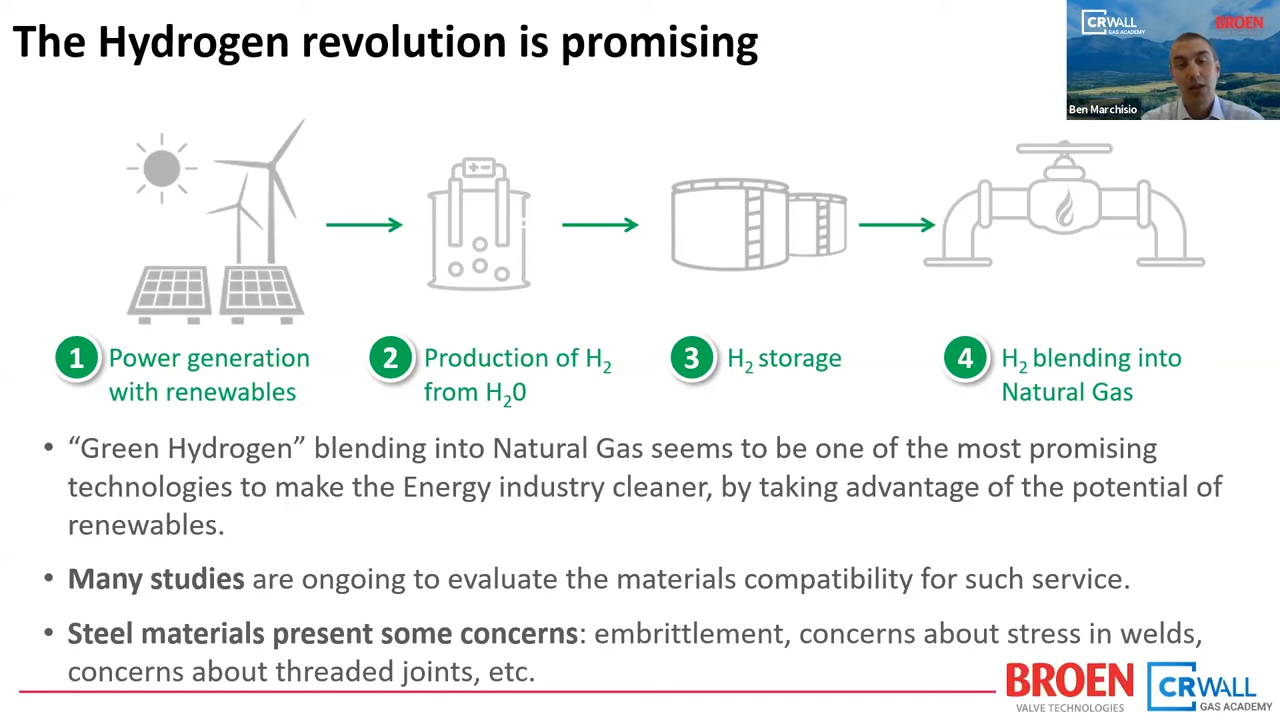 The Hydrogen revolution is promising
CRWALL
GAS ACADEMY
BROEN
Ben Marchisio
1 Power generation
with renewables
2 Production of H2
from H20
3 H2 storage
4 H2 blending into
Natural Gas
• “Green Hydrogen” blending into Natural Gas seems to be one of the most promising
technologies to make the Energy industry cleaner, by taking advantage of the potential of
renewables.
• Many studies are ongoing to evaluate the materials compatibility for such service.
• Steel materials present some concerns: embrittlement, concerns about stress in welds,
concerns about threaded joints, etc.
BROEN
VALVE TECHNOLOGIES
CRWALL
GAS ACADEMY